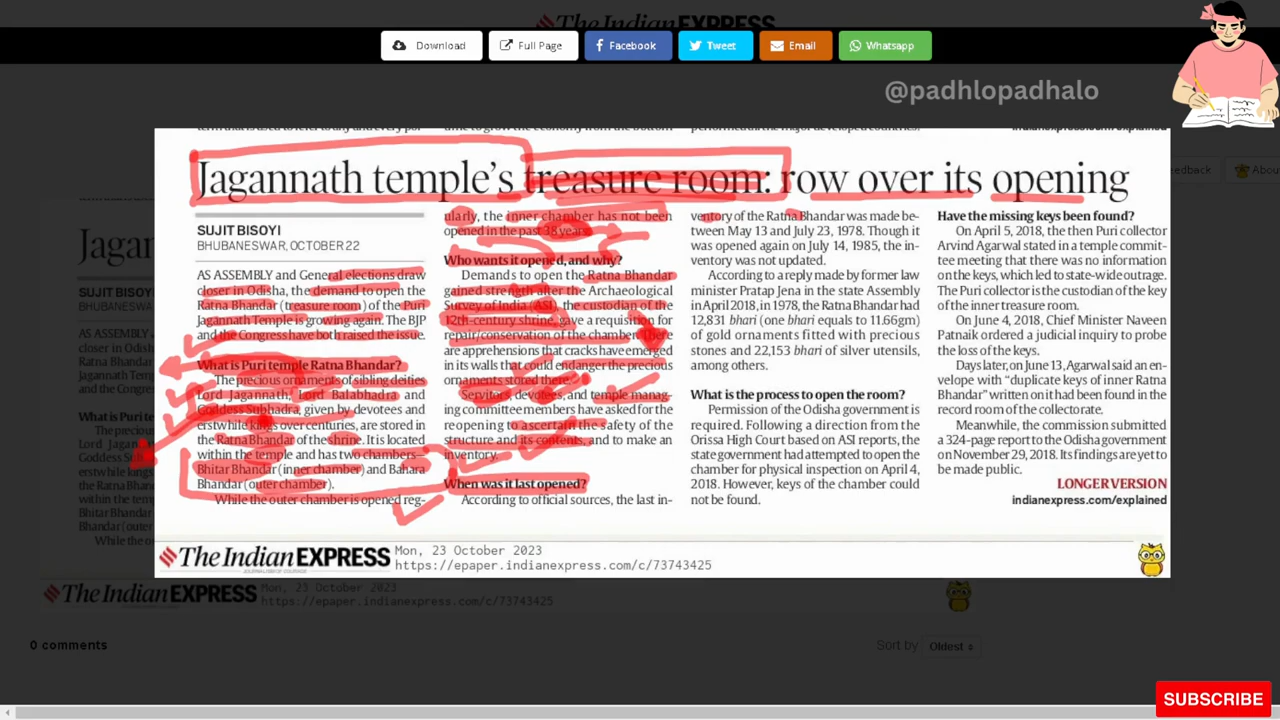 The Indian EXPRESS
Download
Full Page
Facebook
Tweet
Email
Whatsapp
@padhlopadhalo
indianexpress.com/explained
Jagannath temple's treasure room: row over its opening
SUJIT BISOYI
BHUBANESWAR, OCTOBER 22
AS ASSEMBLY and General elections draw
closer in Odisha, the demand to open the
Ratna Bhandar (treasure room) of the Puri
Jagannath Temple is growing again. The BJP
and the Congress have both raised the issue.
What is Puri temple Ratna Bhandar?
The precious ornaments of sibling deities
Lord Jagannath, Lord Balabhadra and
Goddess Subhadra, given by devotees and
erstwhile kings over centuries, are stored in
the Ratna Bhandar of the shrine. It is located
within the temple and has two chambers—
Bhitar Bhandar (inner chamber) and Bahara
Bhandar (outer chamber).
While the outer chamber is opened reg-
ularly, the inner chamber has not been
opened in the past 38 years.
Who wants it opened, and why?
Demands to open the Ratna Bhandar
gained strength after the Archaeological
Survey of India (ASI), the custodian of the
12th-century shrine, gave a requisition for
repair/conservation of the chamber. There
are apprehensions that cracks have emerged
in its walls that could endanger the precious
ornaments stored there.
Servitors, devotees, and temple manag-
ing committee members have asked for the
reopening to ascertain the safety of the
structure and its contents, and to make an
inventory.
When was it last opened?
According to official sources, the last in-
ventory of the Ratna Bhandar was made be-
tween May 13 and July 23, 1978. Though it
was opened again on July 14, 1985, the in-
ventory was not updated.
According to a reply made by former law
minister Pratap Jena in the state Assembly
in April 2018, in 1978, the Ratna Bhandar had
12,831 bhari (one bhari equals to 11.66gm)
of gold ornaments fitted with precious
stones and 22,153 bhari of silver utensils,
among others.
What is the process to open the room?
Permission of the Odisha government is
required. Following a direction from the
Orissa High Court based on ASI reports, the
state government had attempted to open the
chamber for physical inspection on April 4,
2018. However, keys of the chamber could
not be found.
Have the missing keys been found?
On April 5, 2018, the then Puri collector
Arvind Agarwal stated in a temple commit-
tee meeting that there was no information
on the keys, which led to state-wide outrage.
The Puri collector is the custodian of the key
of the inner treasure room.
On June 4, 2018, Chief Minister Naveen
Patnaik ordered a judicial inquiry to probe
the loss of the keys.
Days later, on June 13, Agarwal said an en-
velope with "duplicate keys of inner Ratna
Bhandar" written on it had been found in the
record room of the collectorate.
Meanwhile, the commission submitted
a 324-page report to the Odisha government
on November 29, 2018. Its findings are yet to
be made public.
LONGER VERSION
indianexpress.com/explained
The Indian EXPRESS
Mon, 23 October 2023
https://epaper.indianexpress.com/c/73743425
The Indian EXPRESS
Mon, 23 October 2023
https://epaper.indianexpress.com/c/73743425
0 comments
Sort by
Oldest
SUBSCRIBE